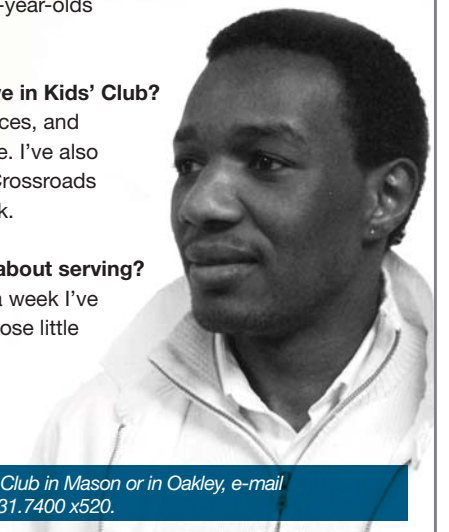 -year-olds
e in Kids' Club?
ces, and
e. I've also
Crossroads
k.
about serving?
a week I've
ose little
Club in Mason or in Oakley, e-mail
31.7400 x520.